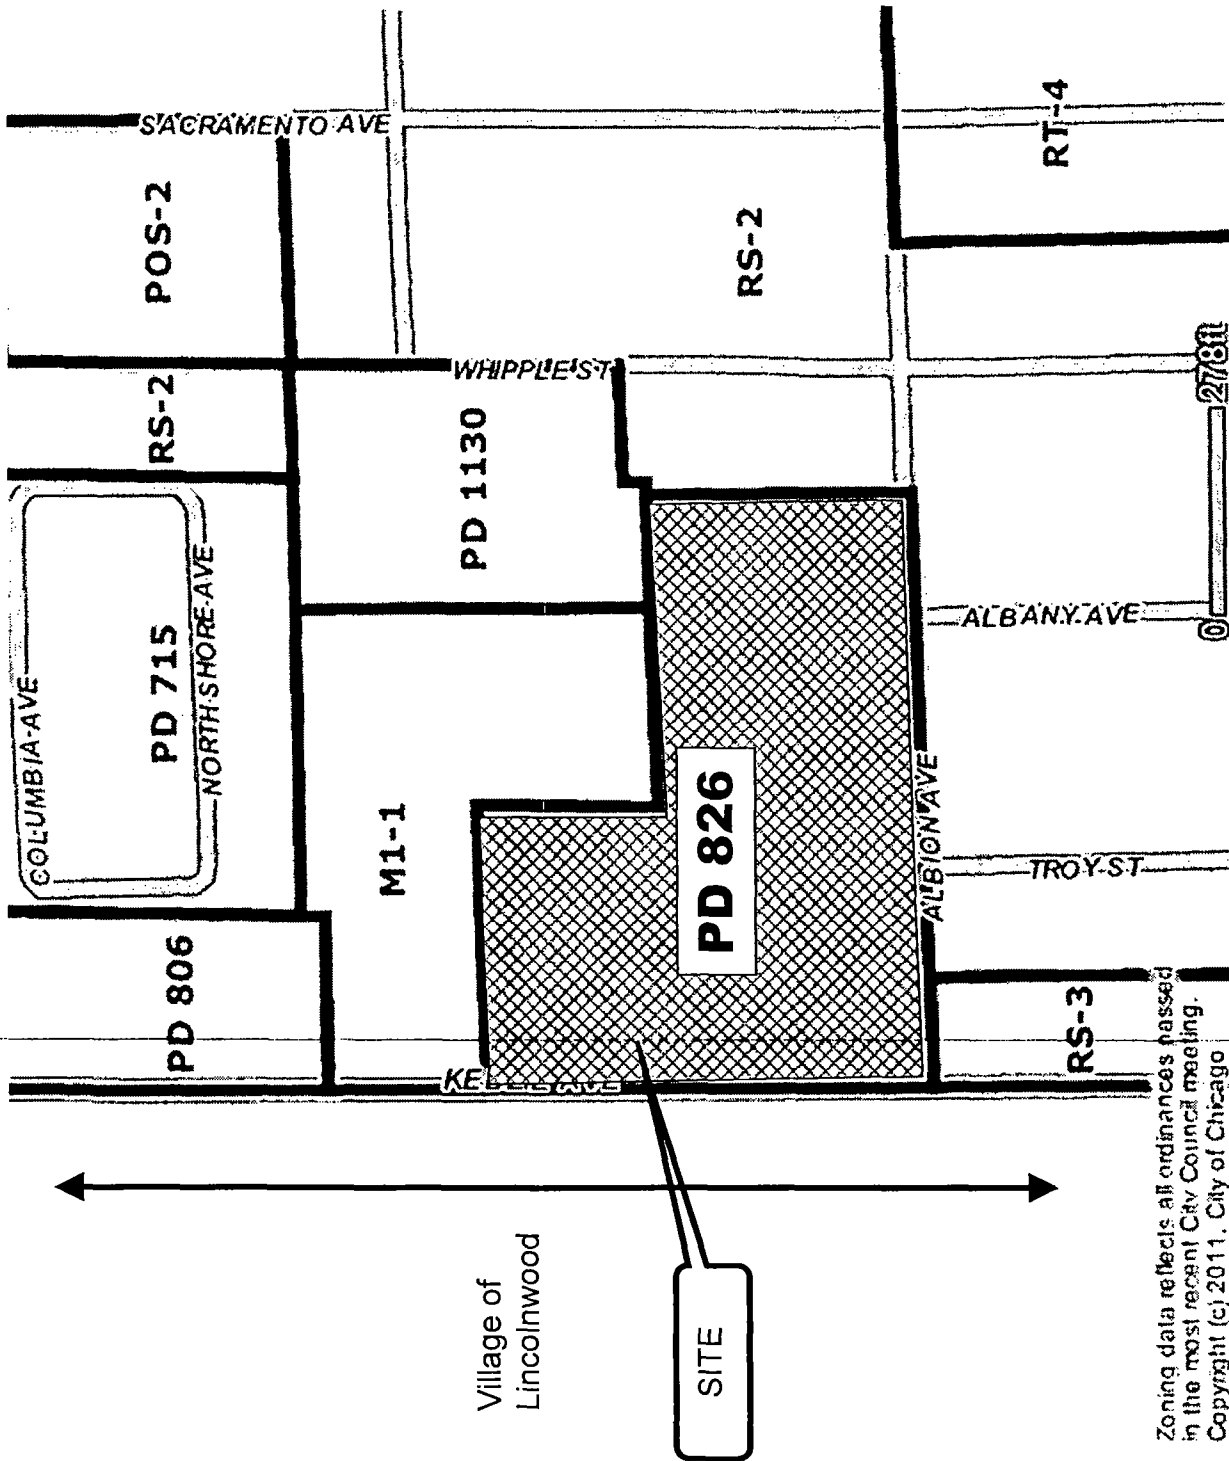 COLUMBIA AVE
PD 806
PD 715
RS-2
POS-2
NORTH SHORE AVE
SACRAMENTO AVE
M1-1
PD 1130
WHIPPLE ST
AVE
Village of
Lincolnwood
SITE
PD 826
RS-2
ALBION AVE
ALBANY AVE
TROY ST
RS-3
RT-4
Zoning data reflects all ordinances passed
in the most recent City Council meeting.
Copyright (c) 2011, City of Chicago
0
278ft